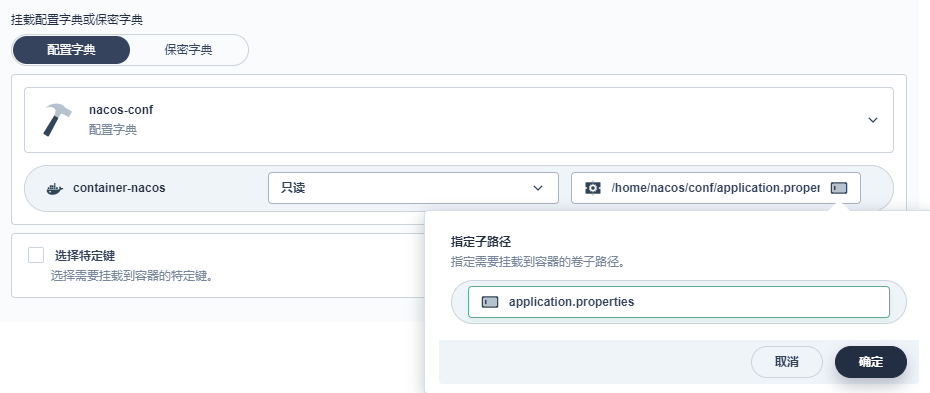 挂载配置字典或保密字典
配置字典
保密字典
nacos-conf
配置字典
container-nacos
只读
/home/nacos/conf/application.proper
指定子路径
指定需要挂载到容器的卷子路径。
application.properties
选择特定键
选择需要挂载到容器的特定键。
取消
确定